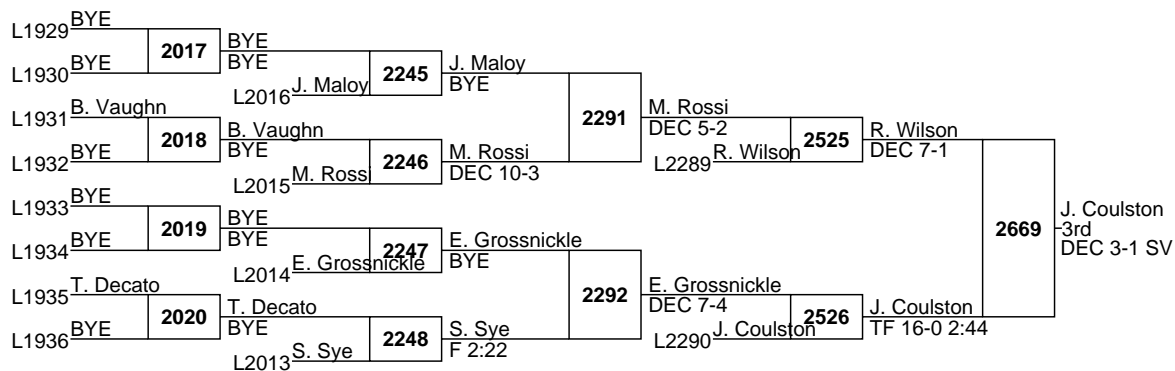 L1929 BYE
2017
BYE
BYE
L1930 BYE
L2016 J. Maloy
2245
J. Maloy
BYE
L1931 B. Vaughn
2018
B. Vaughn
BYE
L1932 BYE
L2015 M. Rossi
2246
M. Rossi
DEC 10-3
2291
M. Rossi
DEC 5-2
L2289 R. Wilson
2525
R. Wilson
DEC 7-1
L1933 BYE
2019
BYE
BYE
L1934 BYE
L2014 E. Grossnickle
2247
E. Grossnickle
BYE
L1935 T. Decato
2020
T. Decato
BYE
L1936 BYE
L2013 S. Sye
2248
S. Sye
F 2:22
2292
E. Grossnickle
DEC 7-4
L2290 J. Coulston
2526
J. Coulston
TF 16-0 2:44
2669
J. Coulston
3rd
DEC 3-1 SV